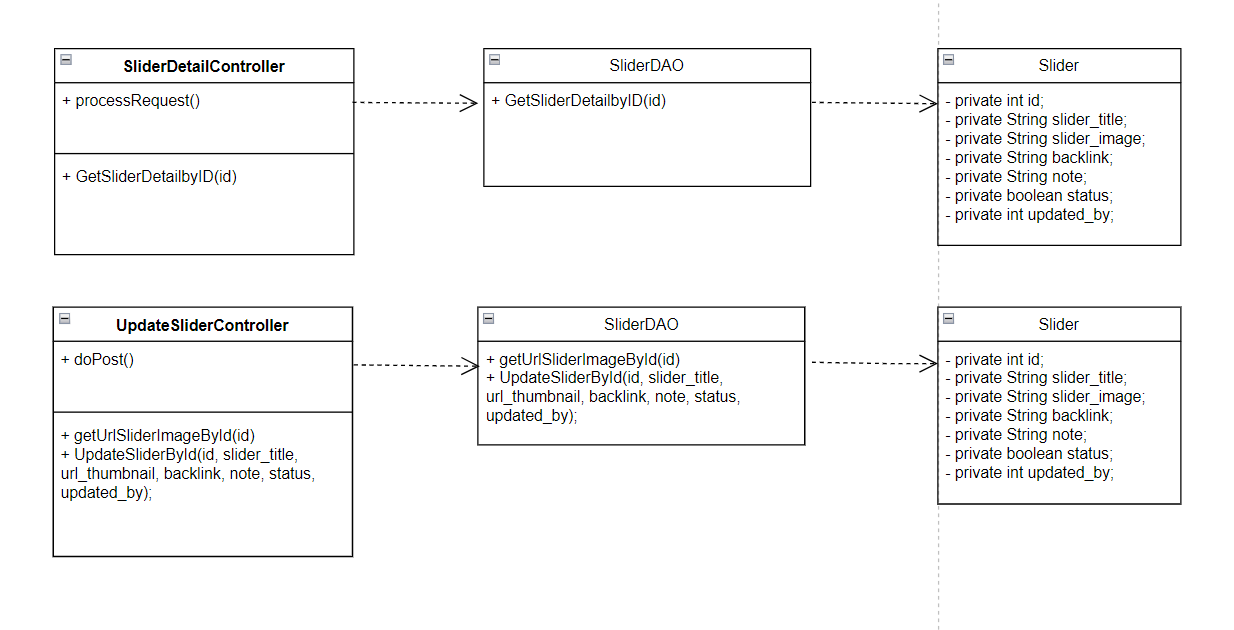 SliderDetailController
+ processRequest()
+ GetSliderDetailbyID(id)
SliderDAO
+ GetSliderDetailbyID(id)
Slider
- private int id;
- private String slider_title;
- private String slider_image;
- private String backlink;
- private String note;
- private boolean status;
- private int updated_by;
UpdateSliderController
+ doPost()
+ getUrlSliderImageById(id)
+ UpdateSliderById(id, slider_title,
url_thumbnail, backlink, note, status,
updated_by);
SliderDAO
+ getUrlSliderImageById(id)
+ UpdateSliderById(id, slider_title,
url_thumbnail, backlink, note, status,
updated_by);
Slider
- private int id;
- private String slider_title;
- private String slider_image;
- private String backlink;
- private String note;
- private boolean status;
- private int updated_by;